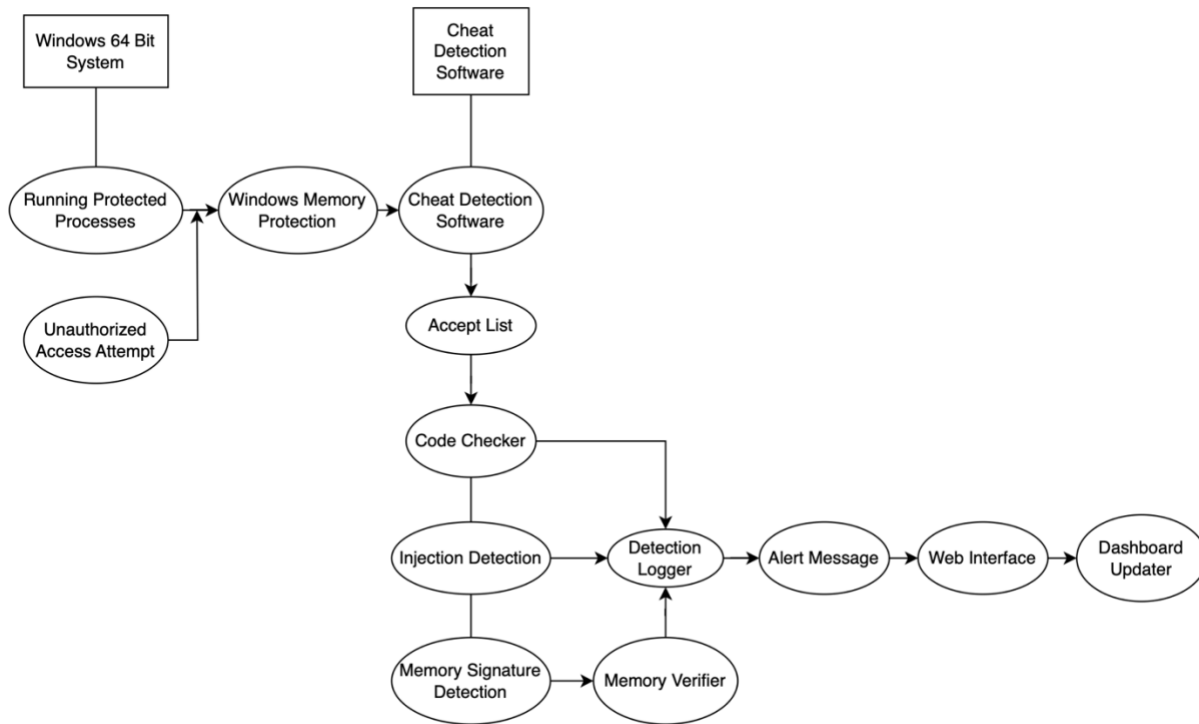 Windows 64 Bit
System
Cheat
Detection
Software
Running Protected
Processes
Windows Memory
Protection
Cheat Detection
Software
Unauthorized
Access Attempt
Accept List
Code Checker
Injection Detection
Detection
Logger
Alert Message
Web Interface
Dashboard
Updater
Memory Signature
Detection
Memory Verifier